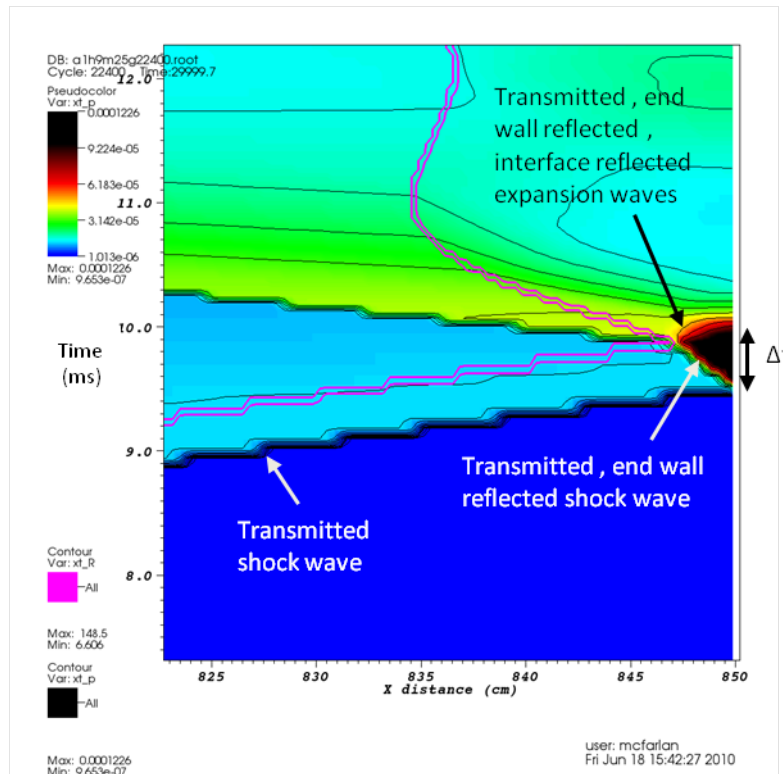 DB: a1h9m25g22400.root
Cycle: 22400 Time:29999.7
Pseudocolor
Var: xt_p
0.0001226
9.224e-05
6.183e-05
3.142e-05
1.013e-06
Max: 0.0001226
Min: 9.653e-07
12.0
11.0
10.0
9.0
8.0
Time
(ms)
Transmitted , end
wall reflected ,
interface reflected
expansion waves
Transmitted , end wall
reflected shock wave
Transmitted
shock wave
825 830 835 840 845 850
X distance (cm)
Contour
Var: xt_R
All
Max: 148.5
Min: 6.606
Contour
Var: xt_p
All
Max: 0.0001226
Min: 9.653e-07
user: mcfarlan
Fri Jun 18 15:42:27 2010